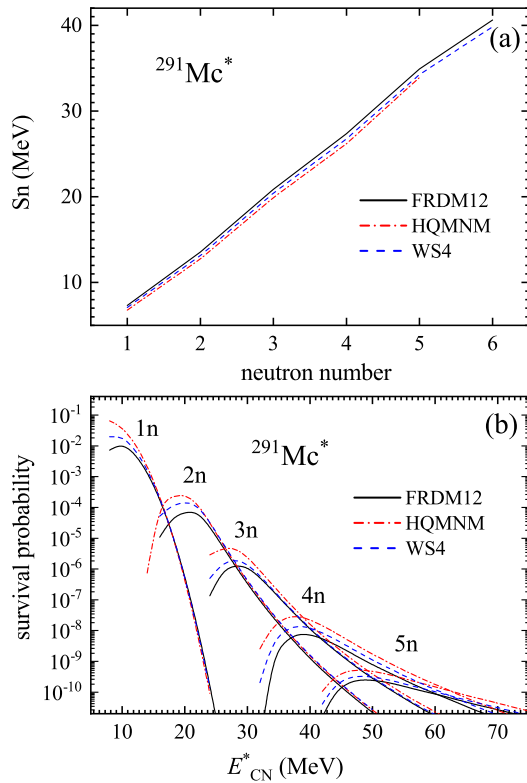 40
(a)
²⁹¹Mc*
30
Sn (MeV)
20
FRDM12
HQMNM
WS4
10
1 2 3 4 5 6
neutron number
10⁻¹
1n
(b)
10⁻²
²⁹¹Mc*
10⁻³
2n
10⁻⁴
FRDM12
10⁻⁵
3n
HQMNM
10⁻⁶
WS4
survival probability
10⁻⁷
4n
10⁻⁸
5n
10⁻⁹
10⁻¹⁰
10 20 30 40 50 60 70
E*CN (MeV)